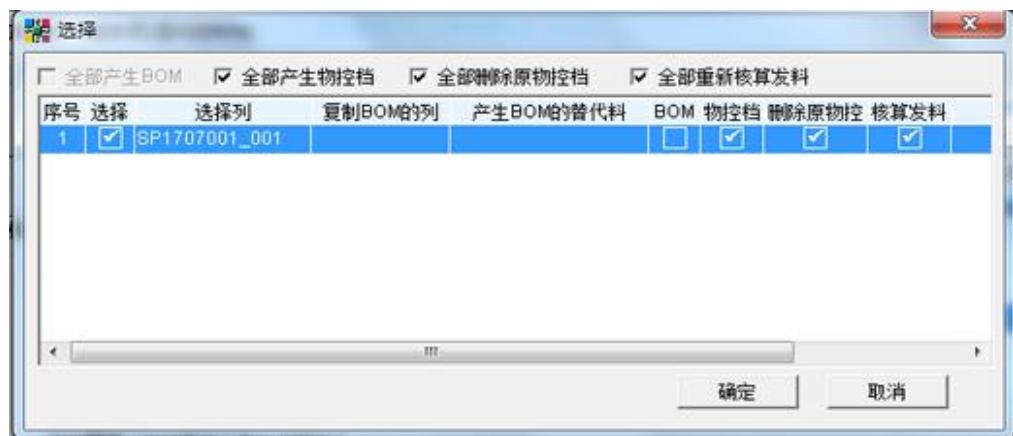 选择
全部产生BOM 全部产生物控档 全部删除原物控档 全部重新核算发料
序号 选择 选择列 复制BOM的列 产生BOM的替代料 BOM 物控档 删除原物控 核算发料
1 SP1707001_001
确定 取消